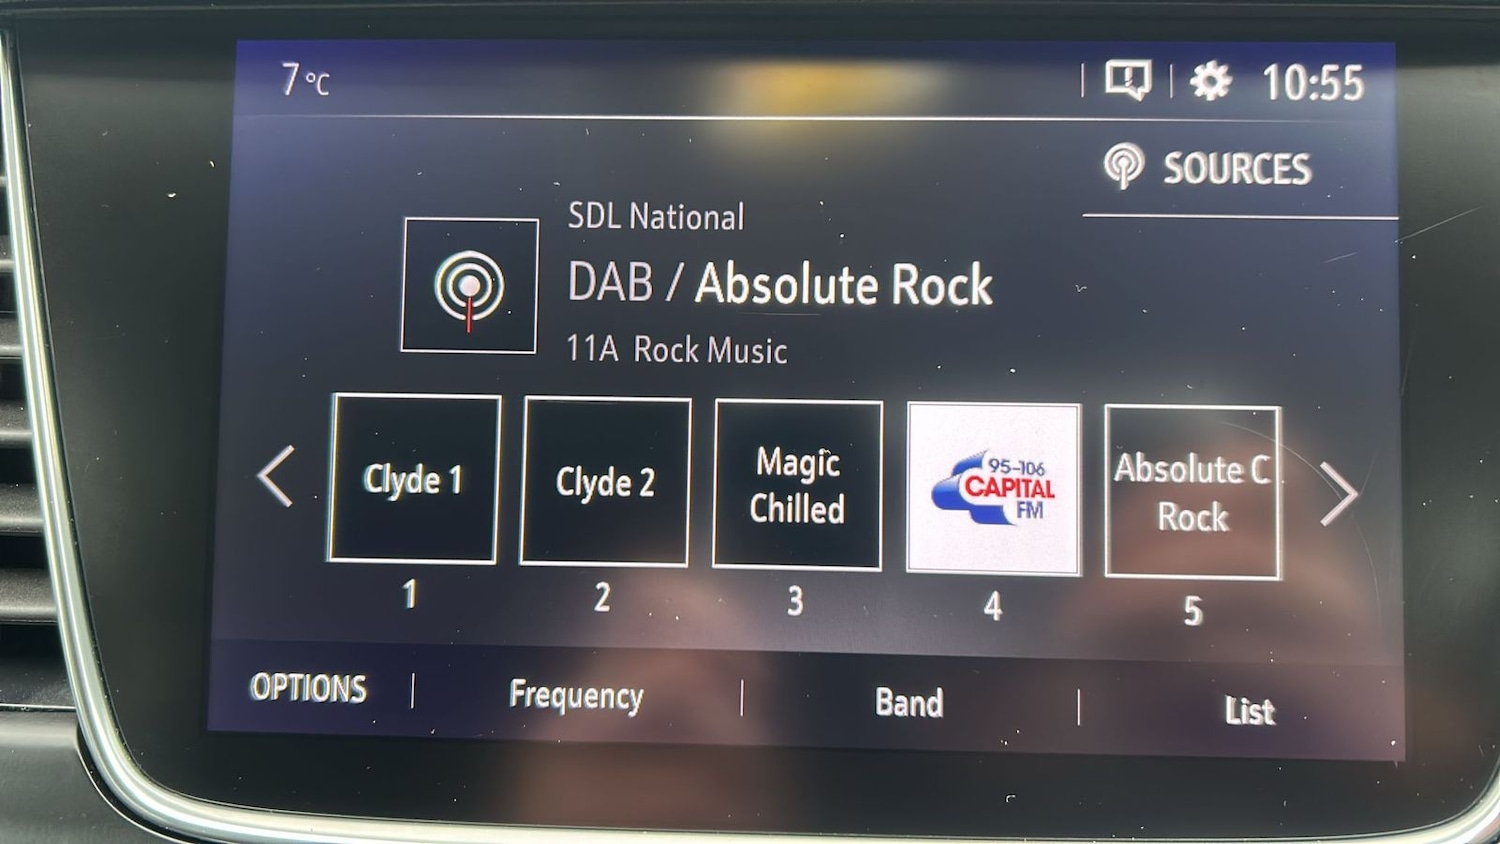 7 °C
10:55
SOURCES
SDL National
DAB / Absolute Rock
11A Rock Music
Clyde 1
Clyde 2
Magic
Chilled
95-106
CAPITAL
FM
Absolute C
Rock
1
2
3
4
5
OPTIONS
Frequency
Band
List